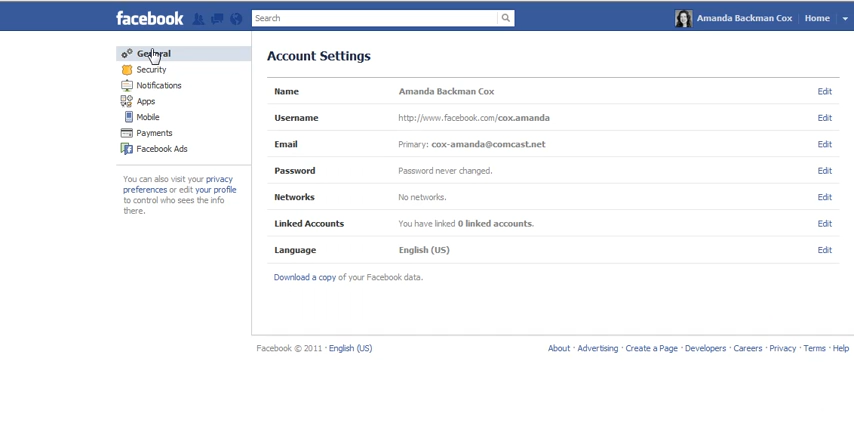 facebook Search Amanda Backman Cox Home
General
Security
Notifications
Apps
Mobile
Payments
Facebook Ads
You can also visit your privacy
preferences or edit your profile
to control who sees the info
there.
Account Settings
Name Amanda Backman Cox Edit
Username http://www.facebook.com/cox.amanda Edit
Email Primary: cox-amanda@comcast.net Edit
Password Password never changed. Edit
Networks No networks. Edit
Linked Accounts You have linked 0 linked accounts. Edit
Language English (US) Edit
Download a copy of your Facebook data.
Facebook © 2011 · English (US) About · Advertising · Create a Page · Developers · Careers · Privacy · Terms · Help